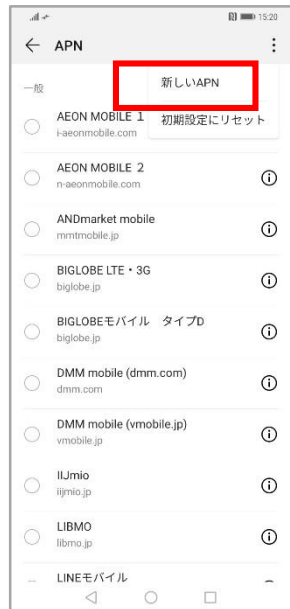 15:20
APN
新しいAPN
一般
初期設定にリセット
AEON MOBILE 1
i-aeonmobile.com
AEON MOBILE 2
n-aeonmobile.com
ANDmarket mobile
mmtmobile.jp
BIGLOBE LTE・3G
biglobe.jp
BIGLOBEモバイル　タイプD
biglobe.jp
DMM mobile (dmm.com)
dmm.com
DMM mobile (vmobile.jp)
vmobile.jp
IIJmio
iijmio.jp
LIBMO
libmo.jp
LINEモバイル